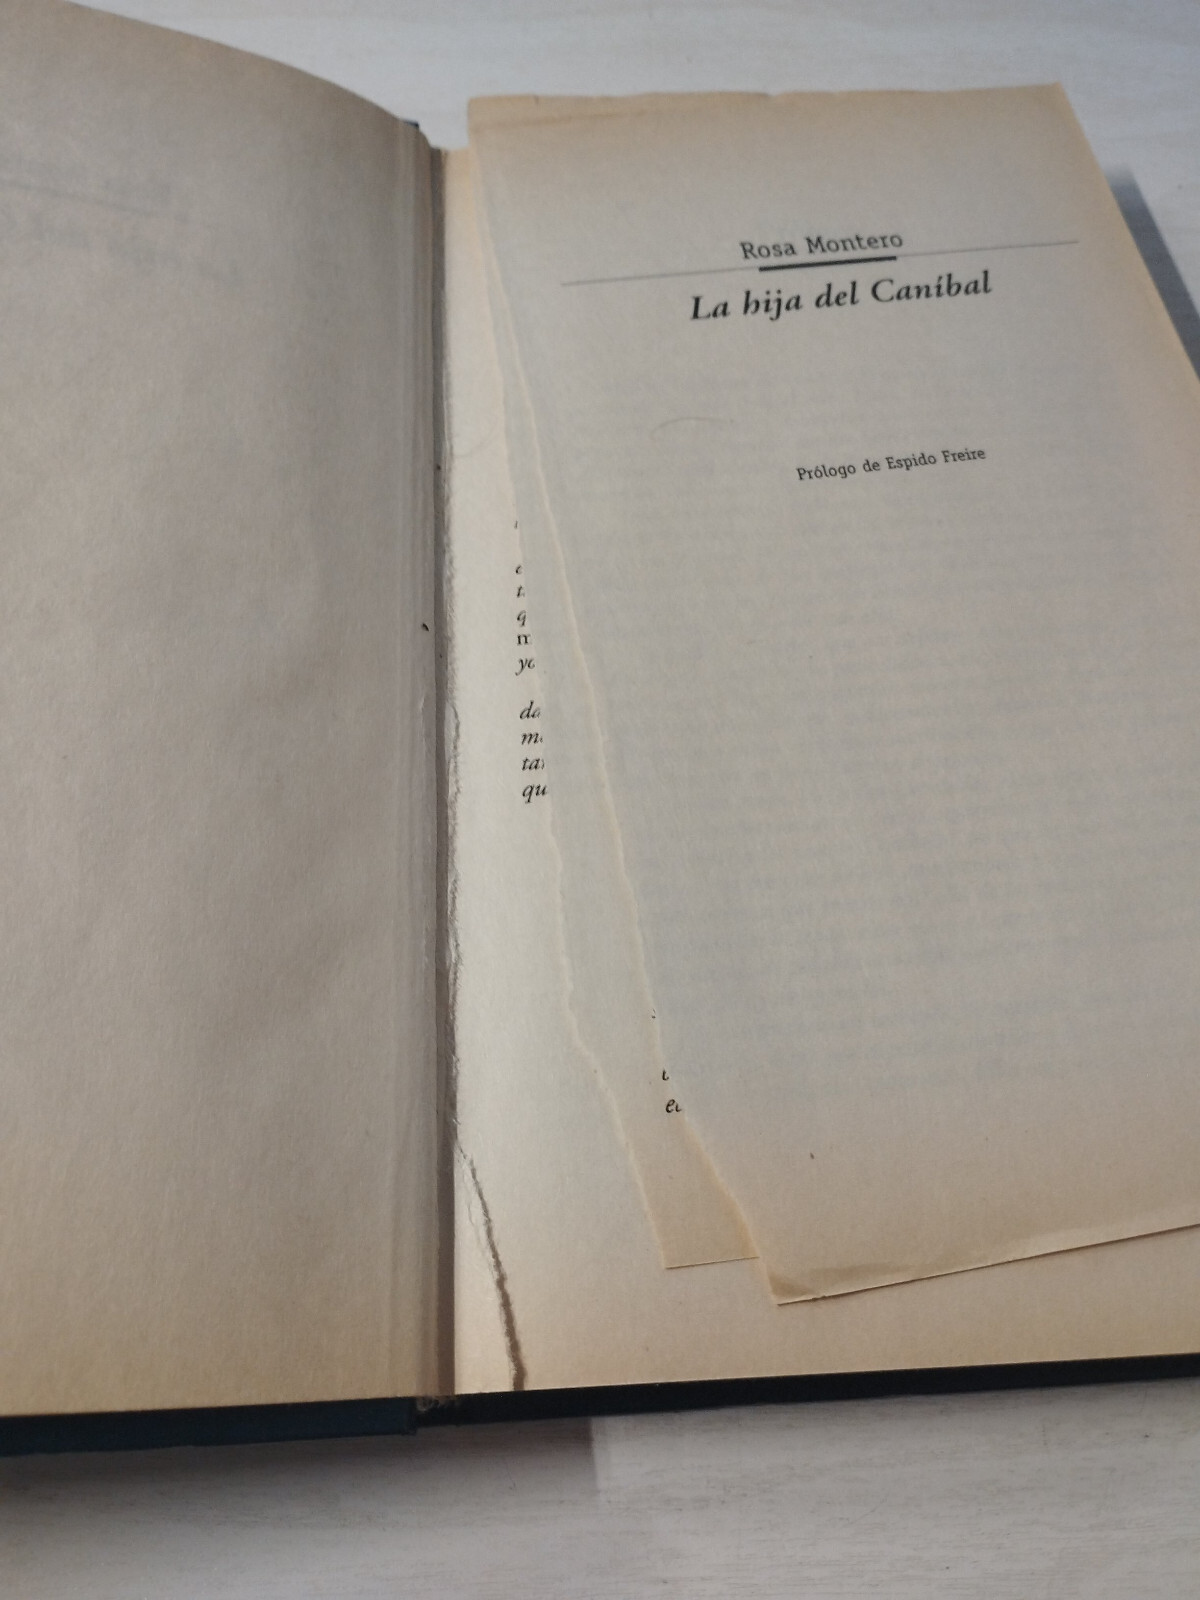 Rosa Montero
La hija del Caníbal
Prólogo de Espido Freire